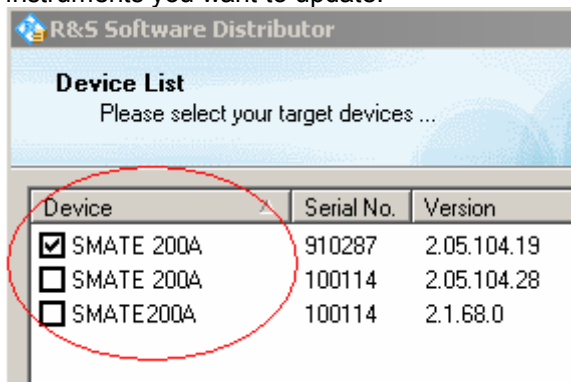 instruments you want to update.
R&S Software Distributor
Device List
Please select your target devices ...
Device Serial No. Version
SMATE 200A 910287 2.05.104.19
SMATE 200A 100114 2.05.104.28
SMATE200A 100114 2.1.68.0